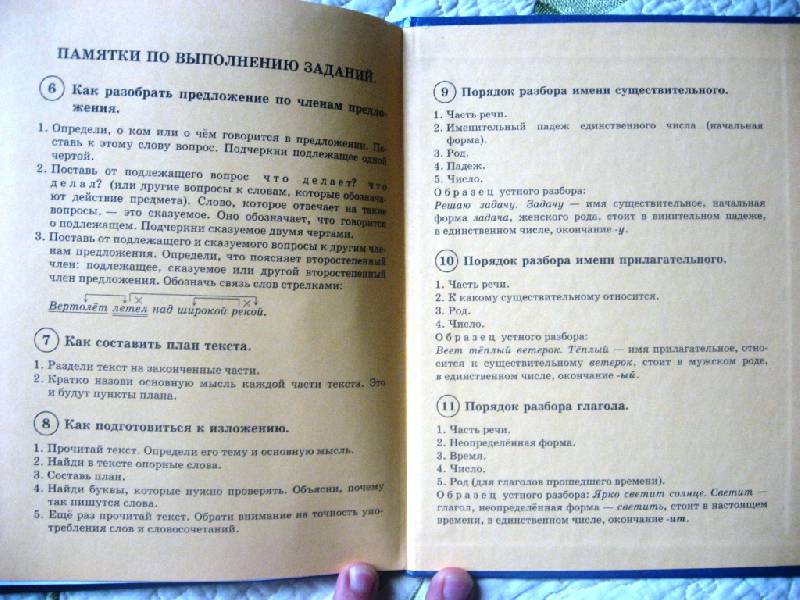 ПАМЯТКИ ПО ВЫПОЛНЕНИЮ ЗАДАНИЙ.
6 Как разобрать предложение по членам предло-
жения.
1. Определи, о ком или о чём говорится в предложении. По-
ставь к этому слову вопрос. Подчеркни подлежащее одной
чертой.
2. Поставь от подлежащего вопрос что делает? что
делал? (или другие вопросы к словам, которые обознача-
ют действие предмета). Слово, которое отвечает на такие
вопросы, — это сказуемое. Оно обозначает, что говорится
о подлежащем. Подчеркни сказуемое двумя чертами.
3. Поставь от подлежащего и сказуемого вопросы к другим чле-
нам предложения. Определи, что поясняет второстепенный
член: подлежащее, сказуемое или другой второстепенный
член предложения. Обозначь связь слов стрелками:
Вертолёт летел над широкой рекой.
7 Как составить план текста.
1. Раздели текст на законченные части.
2. Кратко назови основную мысль каждой части текста. Это
и будут пункты плана.
8 Как подготовиться к изложению.
1. Прочитай текст. Определи его тему и основную мысль.
2. Найди в тексте опорные слова.
3. Составь план.
4. Найди буквы, которые нужно проверять. Объясни, почему
так пишутся слова.
5. Ещё раз прочитай текст. Обрати внимание на точность упо-
требления слов и словосочетаний.
9 Порядок разбора имени существительного.
1. Часть речи.
2. Именительный падеж единственного числа (начальная
форма).
3. Род.
4. Падеж.
5. Число.
Образец устного разбора:
Решаю задачу. Задачу — имя существительное, начальная
форма задача, женского рода, стоит в винительном падеже,
в единственном числе, окончание -у.
10 Порядок разбора имени прилагательного.
1. Часть речи.
2. К какому существительному относится.
3. Род.
4. Число.
Образец устного разбора:
Веет тёплый ветерок. Тёплый — имя прилагательное, отно-
сится к существительному ветерок, стоит в мужском роде,
в единственном числе, окончание -ый.
11 Порядок разбора глагола.
1. Часть речи.
2. Неопределённая форма.
3. Время.
4. Число.
5. Род (для глаголов прошедшего времени).
Образец устного разбора: Ярко светит солнце. Светит —
глагол, неопределённая форма — светить, стоит в настоящем
времени, в единственном числе, окончание -ит.